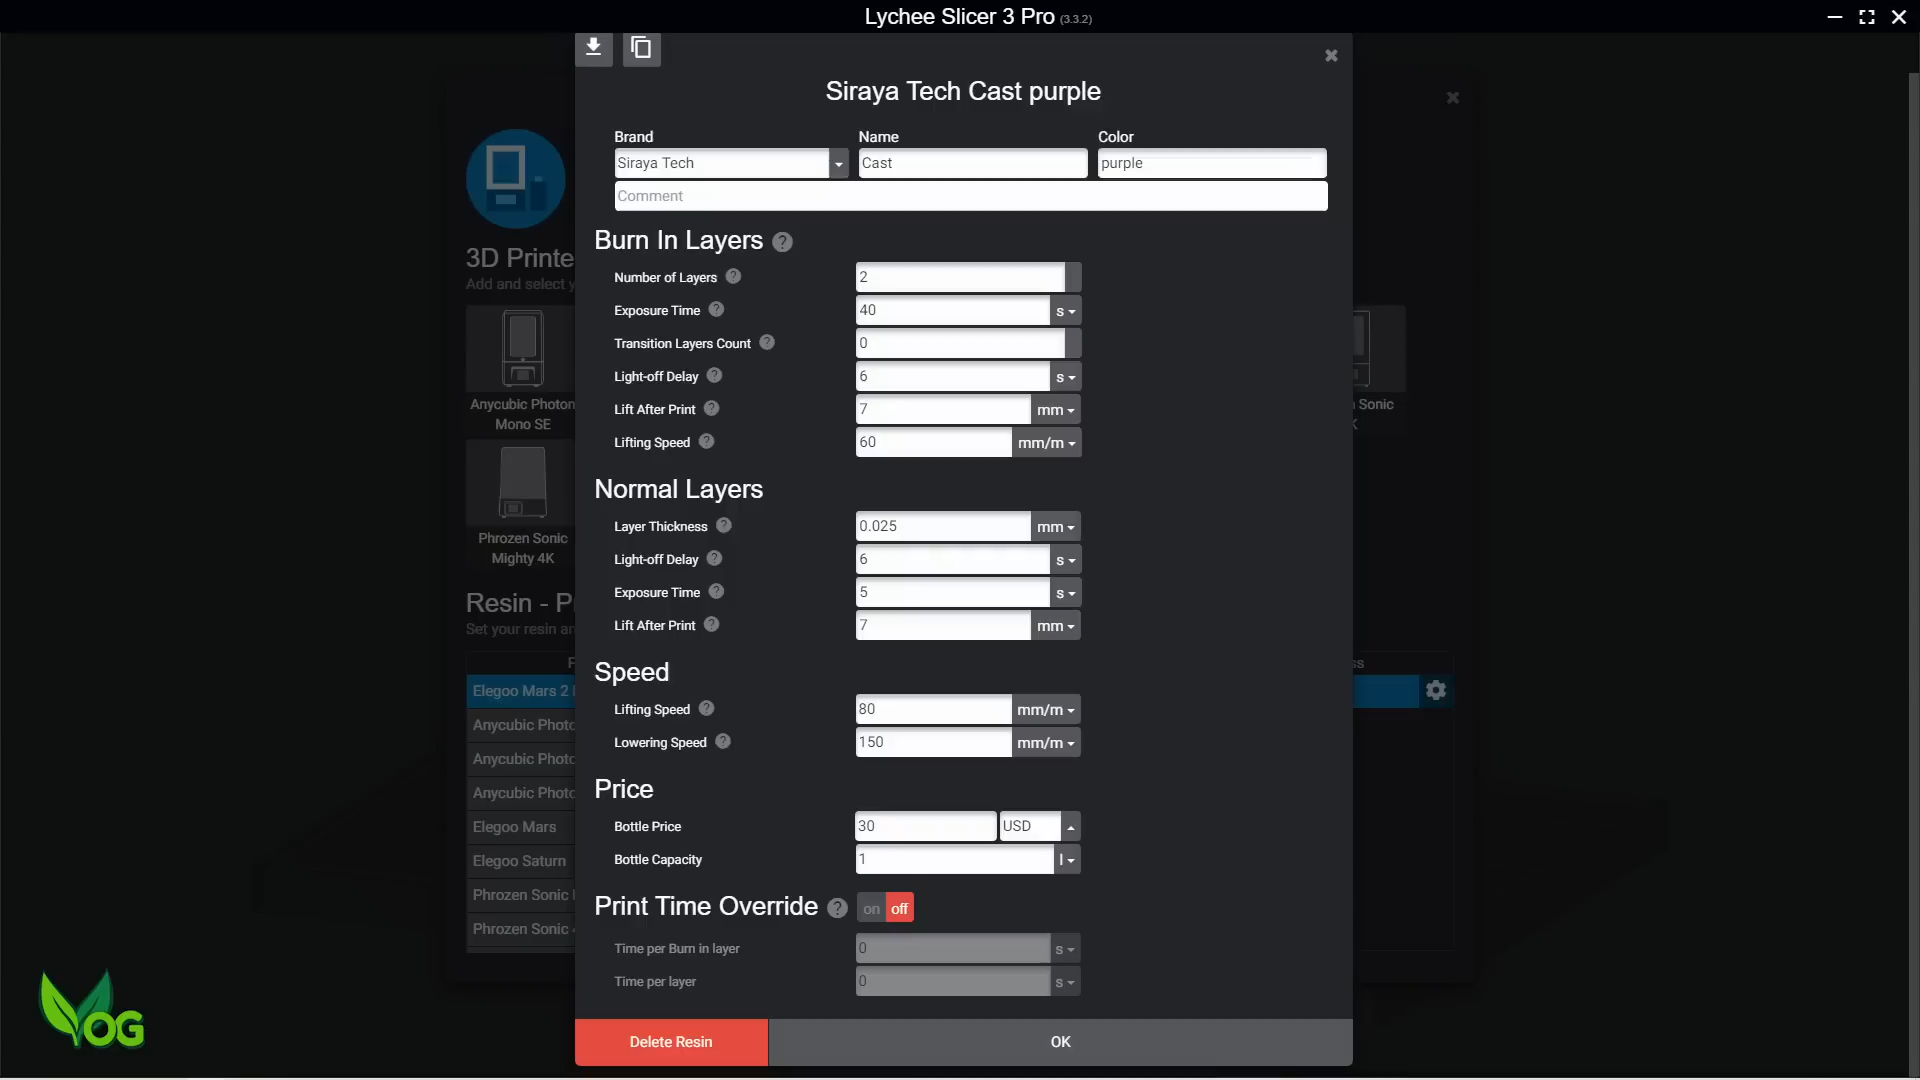 Lychee Slicer 3 Pro (3.3.2)
Siraya Tech Cast purple
Brand Name Color
Siraya Tech Cast purple
Comment
3D Printe
Add and select y
Anycubic Photon
Mono SE
Sonic
K
Phrozen Sonic
Mighty 4K
Resin - P
Set your resin an
ss
Elegoo Mars 2
Anycubic Photo
Anycubic Photo
Anycubic Photo
Elegoo Mars
Elegoo Saturn
Phrozen Sonic
Phrozen Sonic 4
Burn In Layers ?
Number of Layers ? 2
Exposure Time ? 40 s
Transition Layers Count ? 0
Light-off Delay ? 6 s
Lift After Print ? 7 mm
Lifting Speed ? 60 mm/m
Normal Layers
Layer Thickness ? 0.025 mm
Light-off Delay ? 6 s
Exposure Time ? 5 s
Lift After Print ? 7 mm
Speed
Lifting Speed ? 80 mm/m
Lowering Speed ? 150 mm/m
Price
Bottle Price 30 USD
Bottle Capacity 1 l
Print Time Override ? on off
Time per Burn in layer 0 s
Time per layer 0 s
Delete Resin OK
VOG